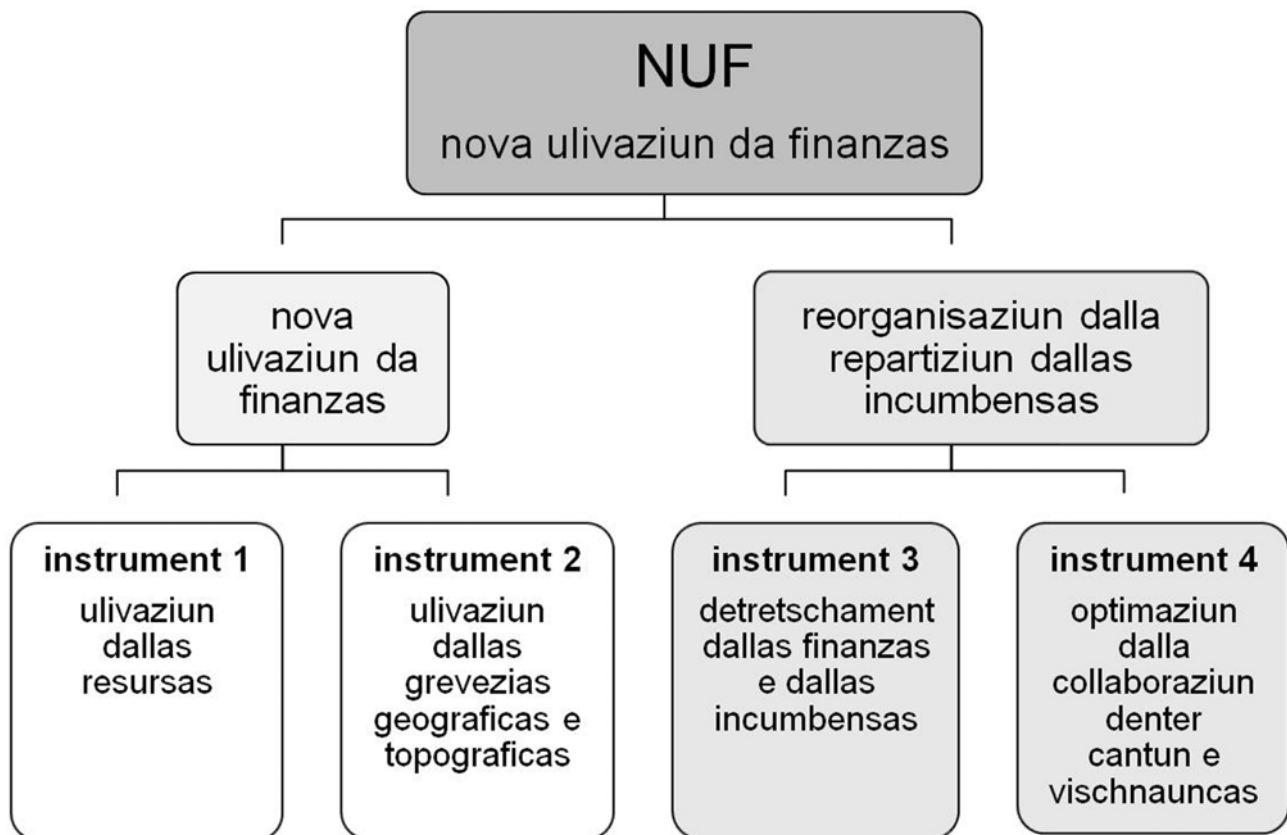 NUF
nova ulivaziun da finanzas
nova
ulivaziun da
finanzas
reorganisaziun dalla
repartiziun dallas
incumbensas
instrument 1
ulivaziun
dallas
resursas
instrument 2
ulivaziun
dallas
grevezias
geograficas e
topograficas
instrument 3
detretschament
dallas finanzas
e dallas
incumbensas
instrument 4
optimaziun
dalla
collaboraziun
denter
cantun e
vischnauncas